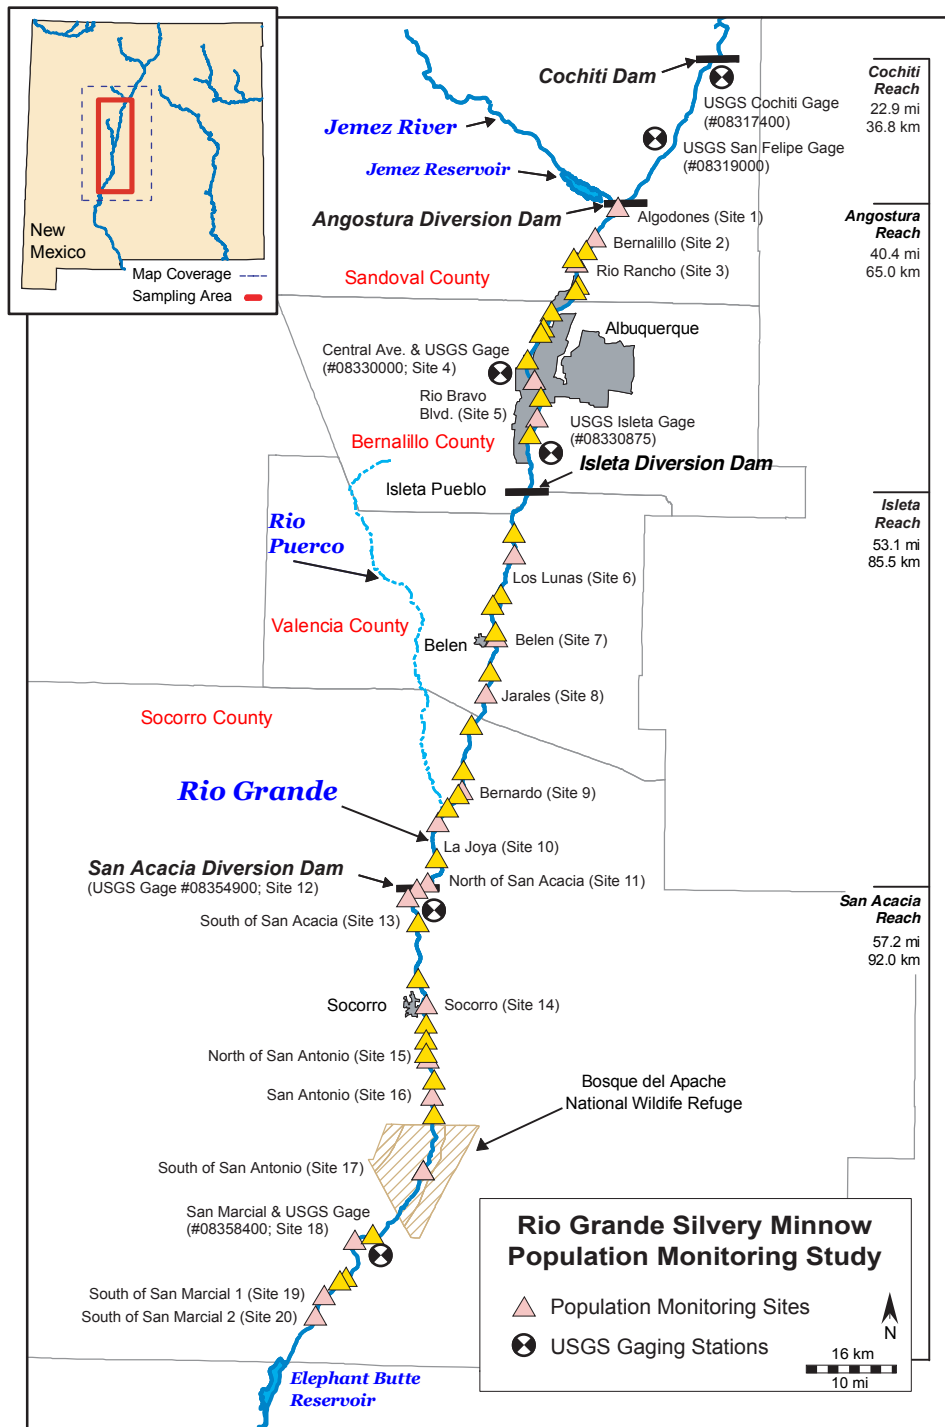 New
Mexico
Map Coverage
Sampling Area
Cochiti Dam
USGS Cochiti Gage
(#08317400)
USGS San Felipe Gage
(#08319000)
Cochiti
Reach
22.9 mi
36.8 km
Jemez River
Jemez Reservoir
Angostura Diversion Dam
Algodones (Site 1)
Bernalillo (Site 2)
Rio Rancho (Site 3)
Angostura
Reach
40.4 mi
65.0 km
Sandoval County
Albuquerque
Central Ave. & USGS Gage
(#08330000; Site 4)
Rio Bravo
Blvd. (Site 5)
USGS Isleta Gage
(#08330875)
Bernalillo County
Isleta Diversion Dam
Isleta Pueblo
Isleta
Reach
53.1 mi
85.5 km
Rio
Puerco
Los Lunas (Site 6)
Valencia County
Belen
Belen (Site 7)
Jarales (Site 8)
Socorro County
Rio Grande
Bernardo (Site 9)
La Joya (Site 10)
San Acacia Diversion Dam
(USGS Gage #08354900; Site 12)
North of San Acacia (Site 11)
South of San Acacia (Site 13)
San Acacia
Reach
57.2 mi
92.0 km
Socorro
Socorro (Site 14)
North of San Antonio (Site 15)
San Antonio (Site 16)
Bosque del Apache
National Wildife Refuge
South of San Antonio (Site 17)
San Marcial & USGS Gage
(#08358400; Site 18)
South of San Marcial 1 (Site 19)
South of San Marcial 2 (Site 20)
Elephant Butte
Reservoir
Rio Grande Silvery Minnow
Population Monitoring Study
Population Monitoring Sites
USGS Gaging Stations
N
16 km
10 mi